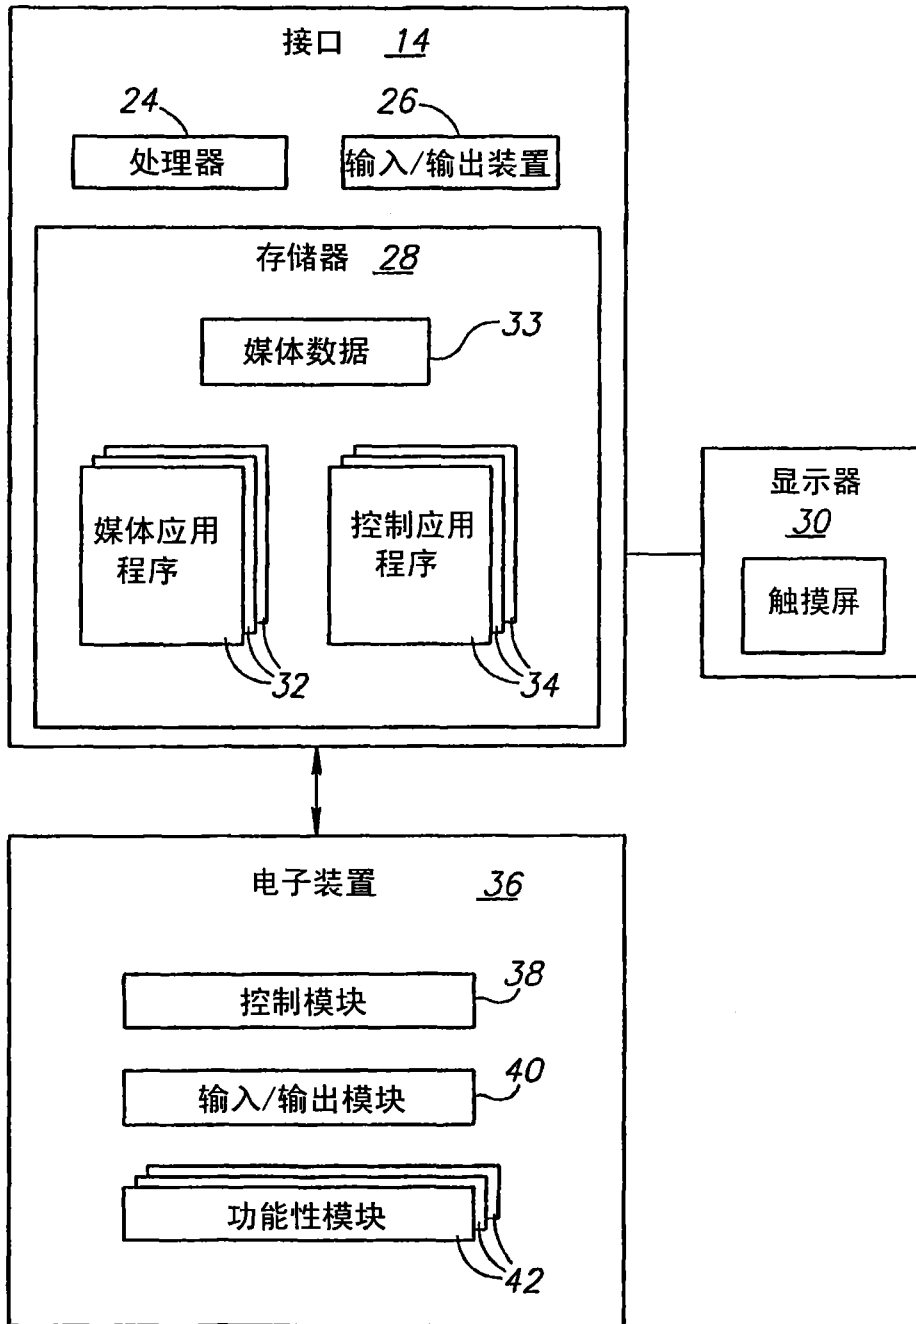 接口 14
24
26
处理器
输入/输出装置
存储器 28
媒体数据
33
媒体应用
程序
32
控制应用
程序
34
显示器
30
触摸屏
电子装置 36
控制模块
38
输入/输出模块
40
功能性模块
42